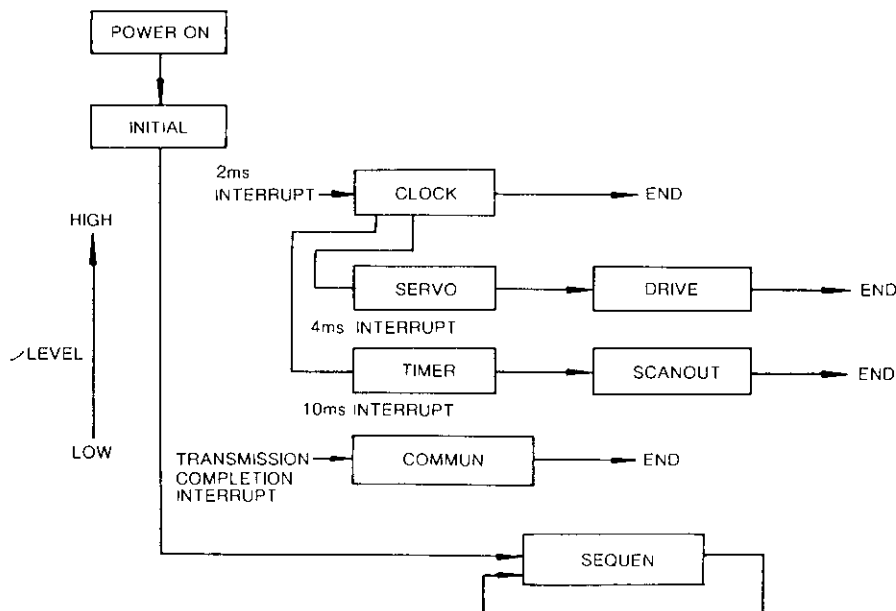 POWER ON
INITIAL
2ms
INTERRUPT
CLOCK
END
HIGH
SERVO
DRIVE
END
4ms INTERRUPT
LEVEL
TIMER
SCANOUT
END
10ms INTERRUPT
LOW
TRANSMISSION
COMPLETION
INTERRUPT
COMMUN
END
SEQUEN